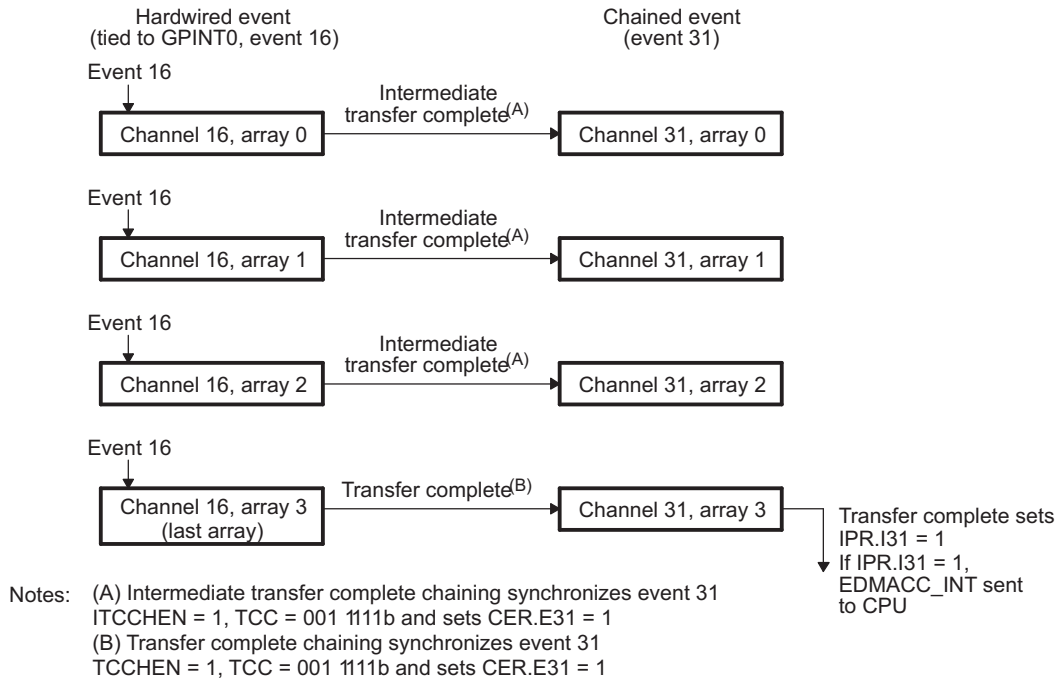 Hardwired event
(tied to GPINT0, event 16)
Chained event
(event 31)
Event 16
Channel 16, array 0
Intermediate
transfer complete(A)
Channel 31, array 0
Event 16
Channel 16, array 1
Intermediate
transfer complete(A)
Channel 31, array 1
Event 16
Channel 16, array 2
Intermediate
transfer complete(A)
Channel 31, array 2
Event 16
Channel 16, array 3
(last array)
Transfer complete(B)
Channel 31, array 3
Transfer complete sets
IPR.I31 = 1
If IPR.I31 = 1,
EDMACC_INT sent
to CPU
Notes: (A) Intermediate transfer complete chaining synchronizes event 31
ITCCHEN = 1, TCC = 001 1111b and sets CER.E31 = 1
(B) Transfer complete chaining synchronizes event 31
TCCHEN = 1, TCC = 001 1111b and sets CER.E31 = 1